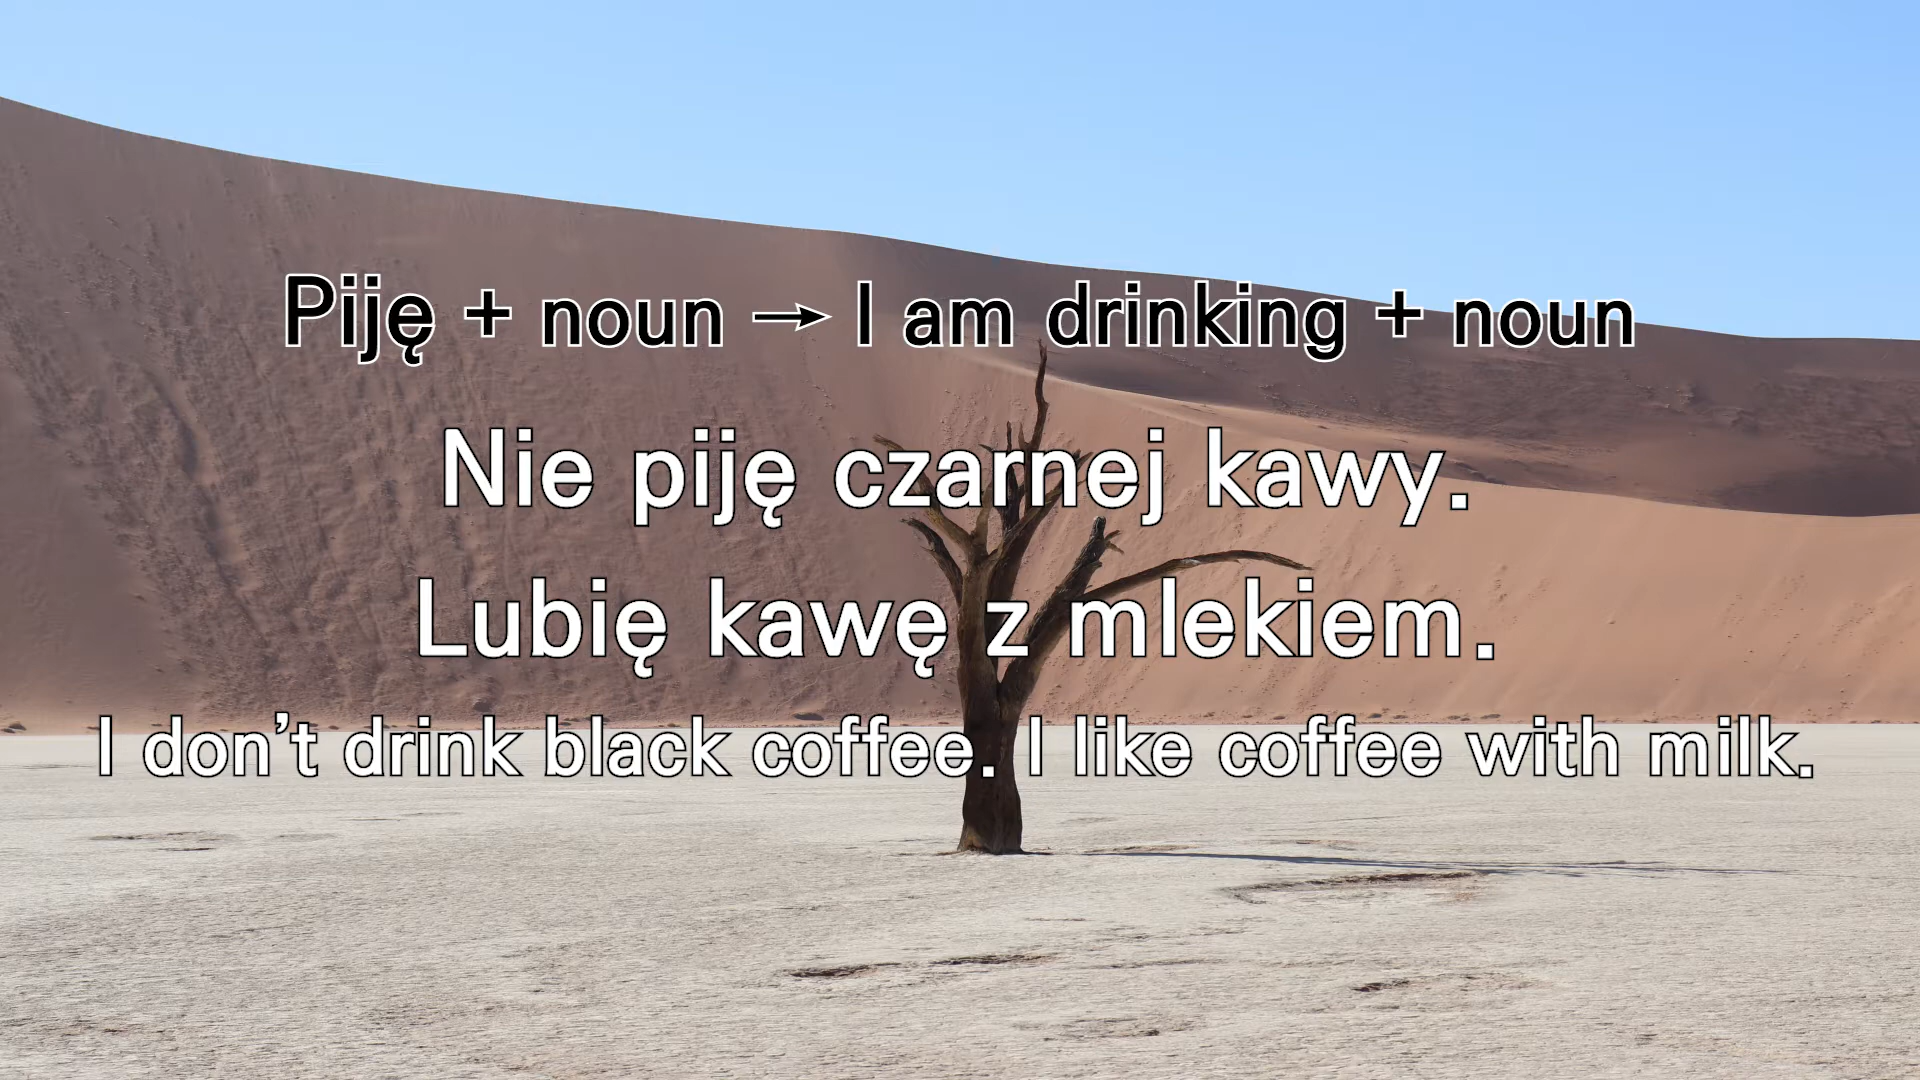 Piję + noun → I am drinking + noun
Nie piję czarnej kawy.
Lubię kawę z mlekiem.
I don’t drink black coffee. I like coffee with milk.